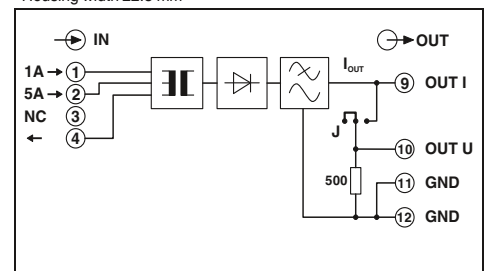 Housing width 22.5 mm
IN
OUT
1A 1
5A 2
NC 3
4
IOUT
9 OUT I
J
10 OUT U
500
11 GND
12 GND